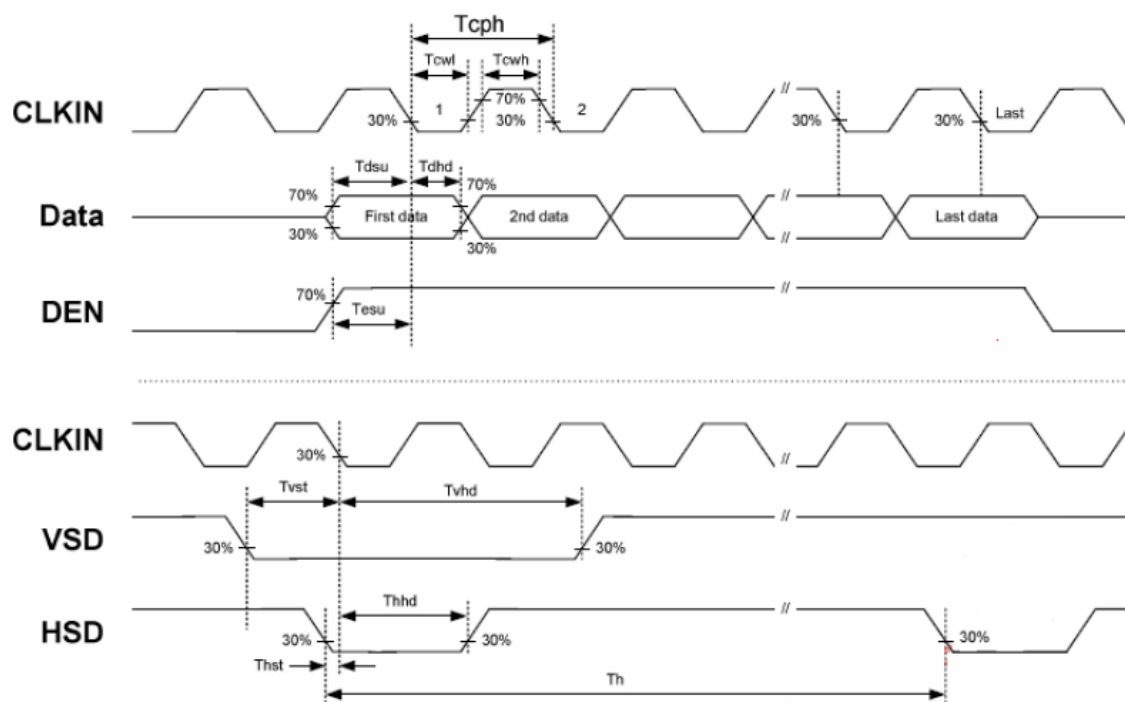 Tcph
Tcwl Tcwh
CLKIN 30% 1 70% 30% 2 // 30% 30% Last
Tdsu Tdhd
70% 70%
Data First data 2nd data // // Last data
30% 30%
70% //
DEN Tesu
CLKIN 30% //
Tvst Tvhd
VSD 30% 30% //
Thhd //
HSD 30% 30% 30%
Thst
Th